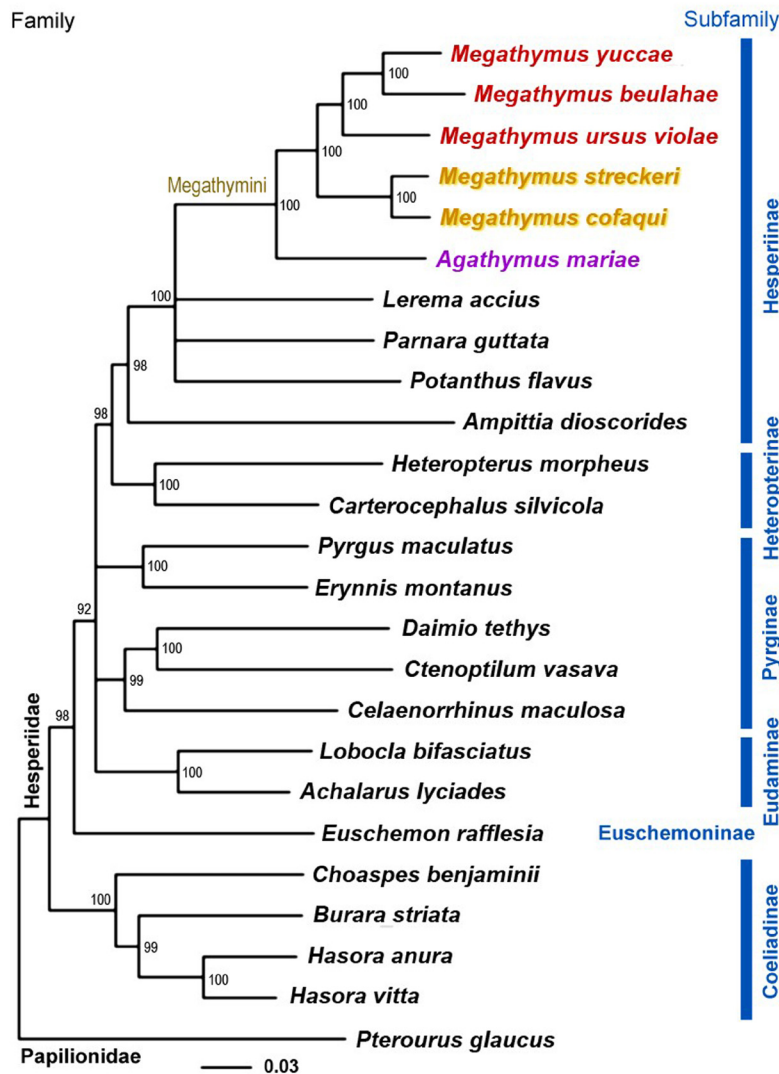 Family
Subfamily
Megathymus yuccae
100
Megathymus beulahae
100
Megathymus ursus violae
100
Megathymini
Megathymus streckeri
100
100
Megathymus cofaqui
Agathymus mariae
Hesperiinae
100
Lerema accius
Parnara guttata
98
Potanthus flavus
98
Ampittia dioscorides
Heteropterus morpheus
100
Carterocephalus silvicola
Heteropterinae
Pyrgus maculatus
100
Erynnis montanus
92
Daimio tethys
100
Ctenoptilum vasava
99
Celaenorrhinus maculosa
Pyrginae
98
Lobocla bifasciatus
100
Achalarus lyciades
Eudaminae
Hesperiidae
Euschemon rafflesia
Euschemoninae
Choaspes benjaminii
100
Burara striata
99
Hasora anura
100
Hasora vitta
Coeliadinae
Pterourus glaucus
Papilionidae
0.03